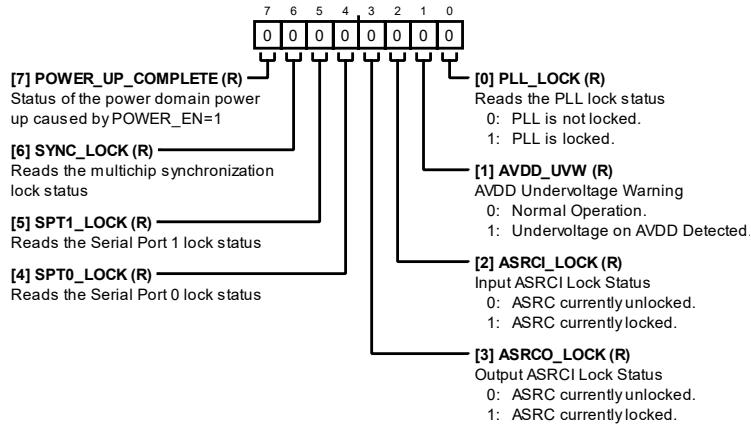 7 6 5 4 3 2 1 0
0 0 0 0 0 0 0 0
[7] POWER_UP_COMPLETE (R)
Status of the power domain power
up caused by POWER_EN=1
[6] SYNC_LOCK (R)
Reads the multichip synchronization
lock status
[5] SPT1_LOCK (R)
Reads the Serial Port 1 lock status
[4] SPT0_LOCK (R)
Reads the Serial Port 0 lock status
[0] PLL_LOCK (R)
Reads the PLL lock status
0: PLL is not locked.
1: PLL is locked.
[1] AVDD_UVW (R)
AVDD Undervoltage Warning
0: Normal Operation.
1: Undervoltage on AVDD Detected.
[2] ASRCI_LOCK (R)
Input ASRCI Lock Status
0: ASRC currently unlocked.
1: ASRC currently locked.
[3] ASRCO_LOCK (R)
Output ASRCI Lock Status
0: ASRC currently unlocked.
1: ASRC currently locked.